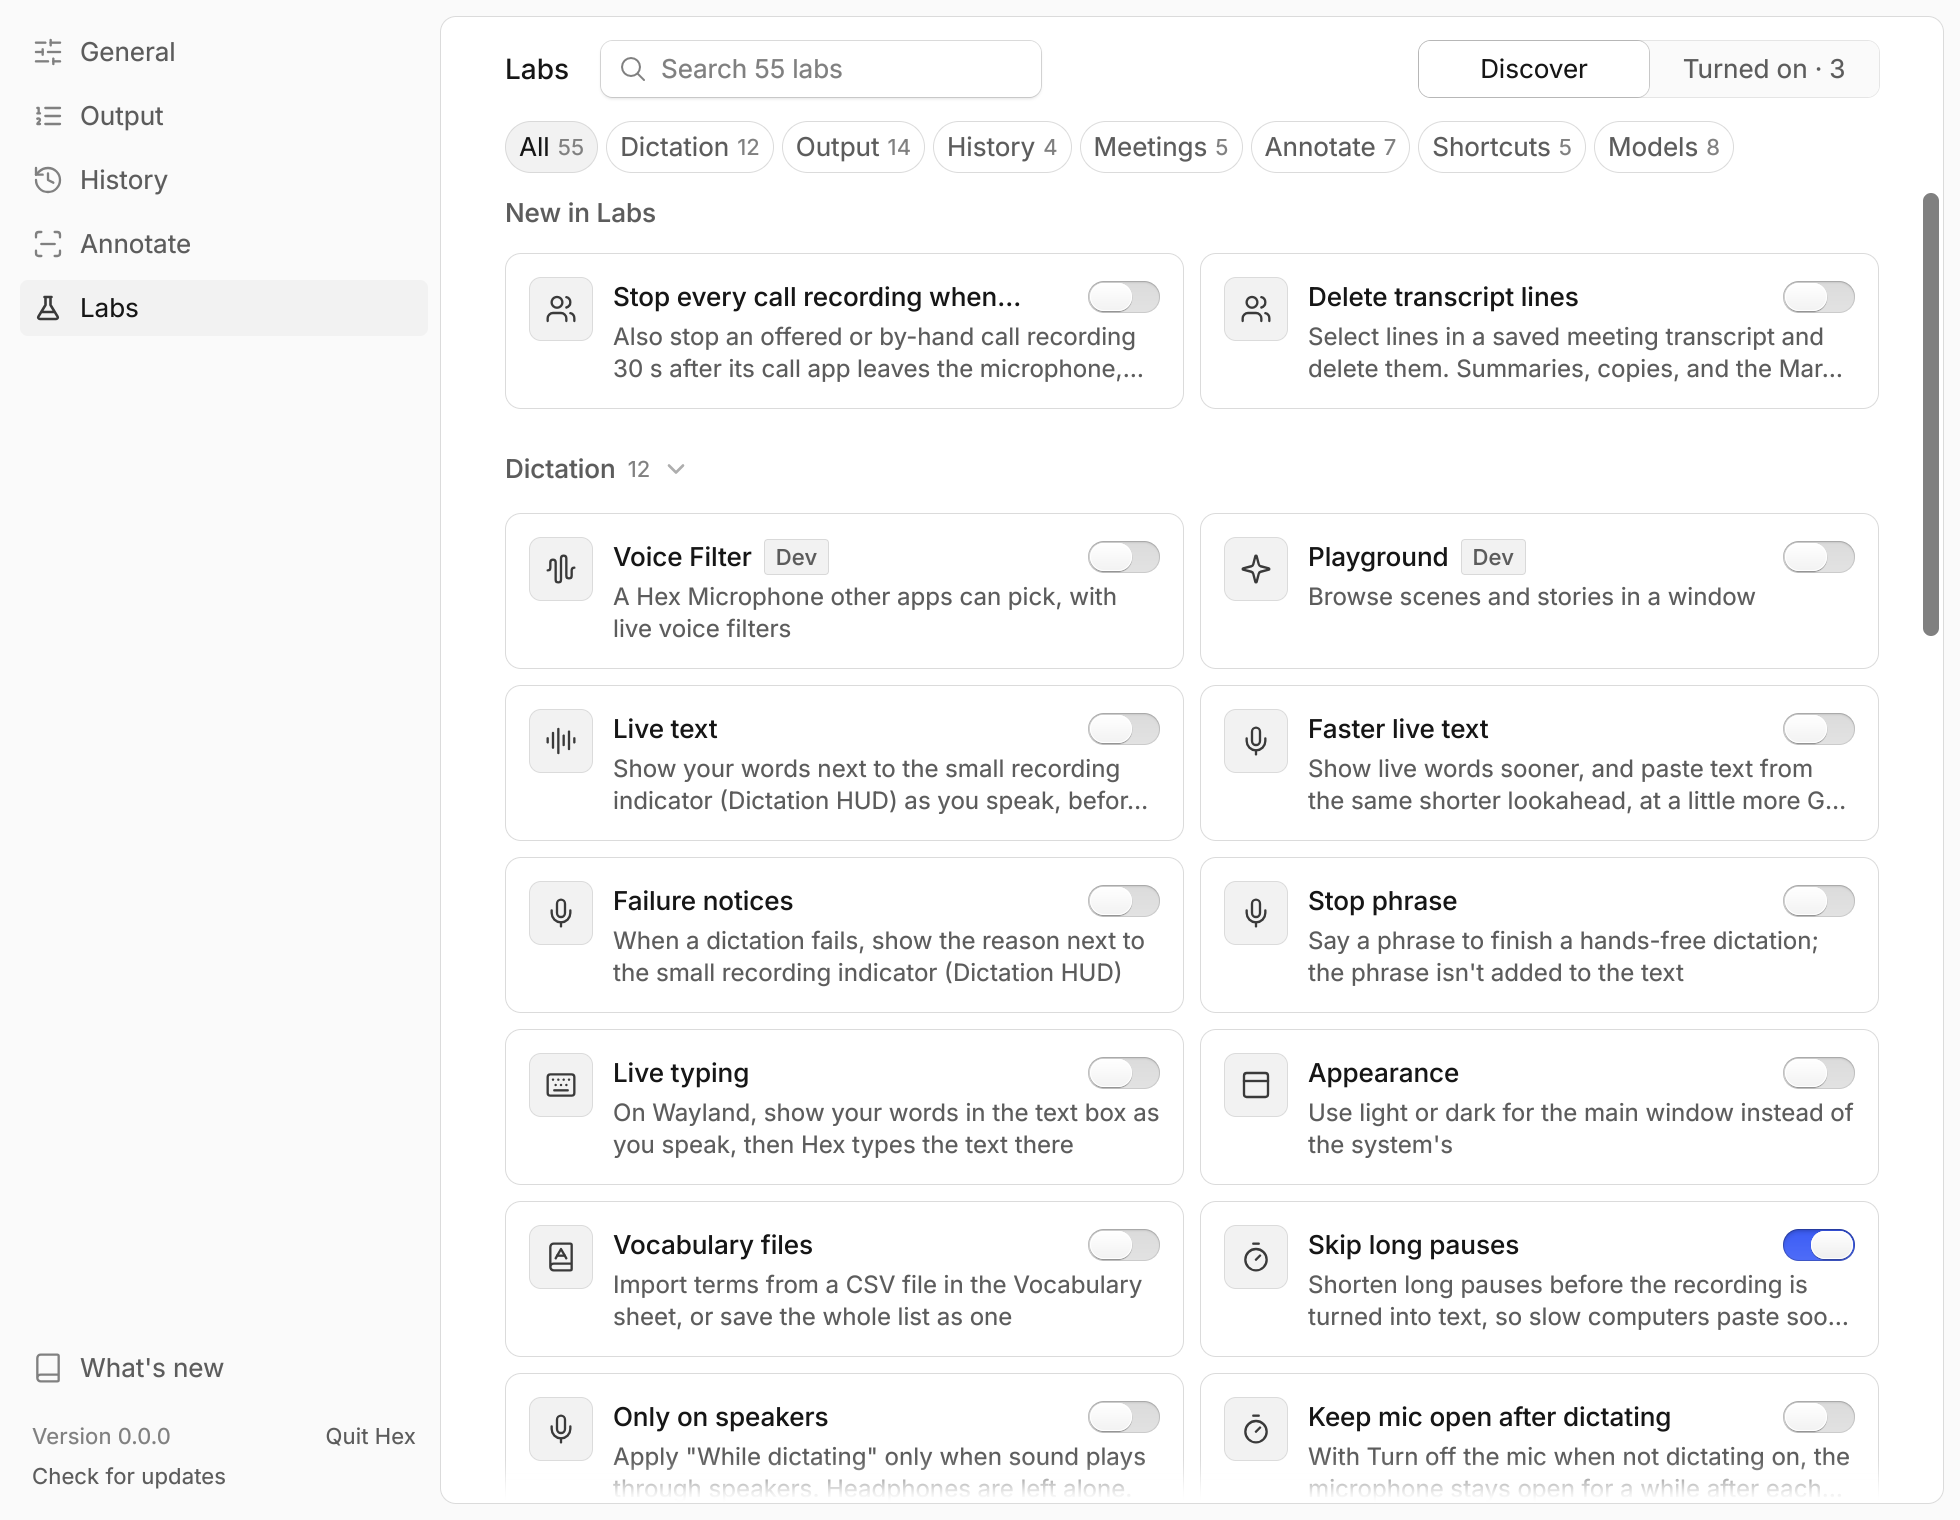 General
Output
History
Annotate
Labs
What's new
Version 0.0.0
Quit Hex
Check for updates
Labs
Search 55 labs
Discover
Turned on · 3
All 55
Dictation 12
Output 14
History 4
Meetings 5
Annotate 7
Shortcuts 5
Models 8
New in Labs
Stop every call recording when...
Also stop an offered or by-hand call recording
30 s after its call app leaves the microphone,...
Delete transcript lines
Select lines in a saved meeting transcript and
delete them. Summaries, copies, and the Mar...
Dictation 12
Voice Filter Dev
A Hex Microphone other apps can pick, with
live voice filters
Playground Dev
Browse scenes and stories in a window
Live text
Show your words next to the small recording
indicator (Dictation HUD) as you speak, befor...
Faster live text
Show live words sooner, and paste text from
the same shorter lookahead, at a little more G...
Failure notices
When a dictation fails, show the reason next to
the small recording indicator (Dictation HUD)
Stop phrase
Say a phrase to finish a hands-free dictation;
the phrase isn't added to the text
Live typing
On Wayland, show your words in the text box as
you speak, then Hex types the text there
Appearance
Use light or dark for the main window instead of
the system's
Vocabulary files
Import terms from a CSV file in the Vocabulary
sheet, or save the whole list as one
Skip long pauses
Shorten long pauses before the recording is
turned into text, so slow computers paste soo...
Only on speakers
Apply "While dictating" only when sound plays
through speakers. Headphones are left alone.
Keep mic open after dictating
With Turn off the mic when not dictating on, the
microphone stays open for a while after each...